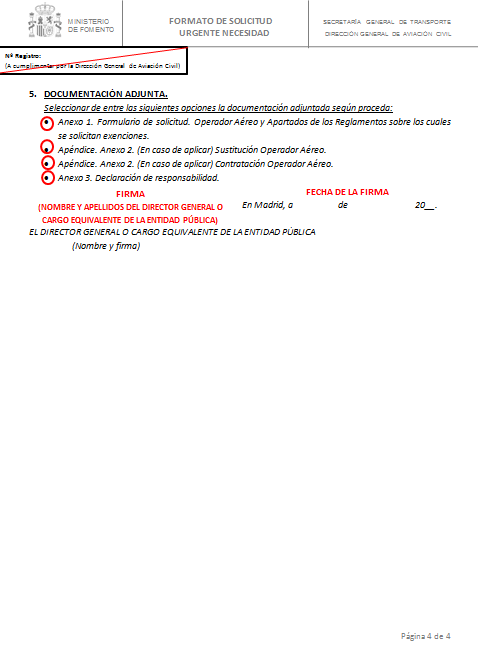 MINISTERIO
DE FOMENTO
FORMATO DE SOLICITUD
URGENTE NECESIDAD
SECRETARÍA GENERAL DE TRANSPORTE
DIRECCIÓN GENERAL DE AVIACIÓN CIVIL
Nº Registro:
(A cumplimentar por la Dirección General de Aviación Civil)
5. DOCUMENTACIÓN ADJUNTA.
Seleccionar de entre las siguientes opciones la documentación adjuntada según proceda:
• Anexo 1. Formulario de solicitud. Operador Aéreo y Apartados de los Reglamentos sobre los cuales
se solicitan exenciones.
• Apéndice. Anexo 2. (En caso de aplicar) Sustitución Operador Aéreo.
• Apéndice. Anexo 2. (En caso de aplicar) Contratación Operador Aéreo.
• Anexo 3. Declaración de responsabilidad.
FIRMA
(NOMBRE Y APELLIDOS DEL DIRECTOR GENERAL O
CARGO EQUIVALENTE DE LA ENTIDAD PÚBLICA)
FECHA DE LA FIRMA
En Madrid, a de 20__.
EL DIRECTOR GENERAL O CARGO EQUIVALENTE DE LA ENTIDAD PÚBLICA
(Nombre y firma)
Página 4 de 4